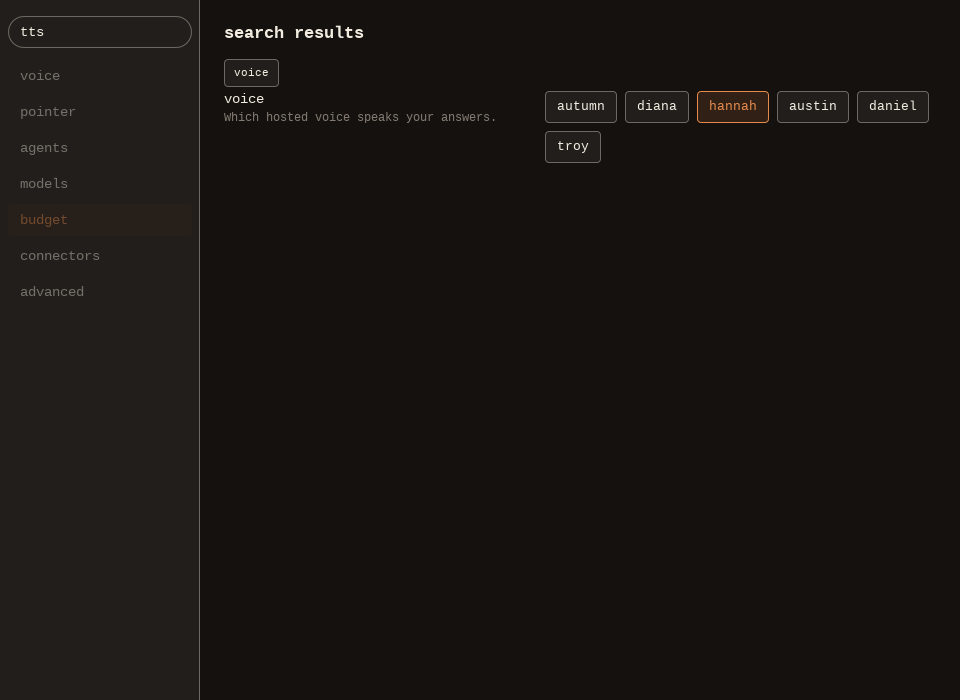 tts
voice
pointer
agents
models
budget
connectors
advanced
search results
voice
voice
Which hosted voice speaks your answers.
autumn diana hannah austin daniel
troy